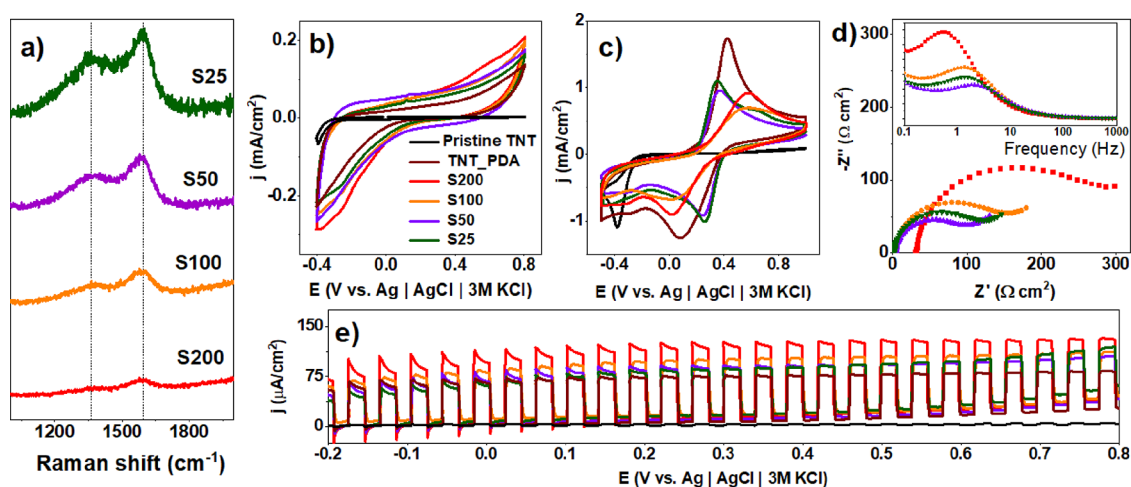 a)
S25
S50
S100
S200
1200 1500 1800
Raman shift (cm-1)
b)
j (mA/cm2)
0.2
0.0
-0.2
-0.4 0.0 0.4 0.8
E (V vs. Ag | AgCl | 3M KCl)
Pristine TNT
TNT_PDA
S200
S100
S50
S25
c)
j (mA/cm2)
2
1
0
-1
-0.4 0.0 0.4 0.8
E (V vs. Ag | AgCl | 3M KCl)
d)
-Z'' (Ω cm2)
300
200
100
0
0.1 1 10 100 1000
Frequency (Hz)
0 100 200 300
Z' (Ω cm2)
e)
j (μA/cm2)
150
75
0
-0.2 -0.1 0.0 0.1 0.2 0.3 0.4 0.5 0.6 0.7 0.8
E (V vs. Ag | AgCl | 3M KCl)